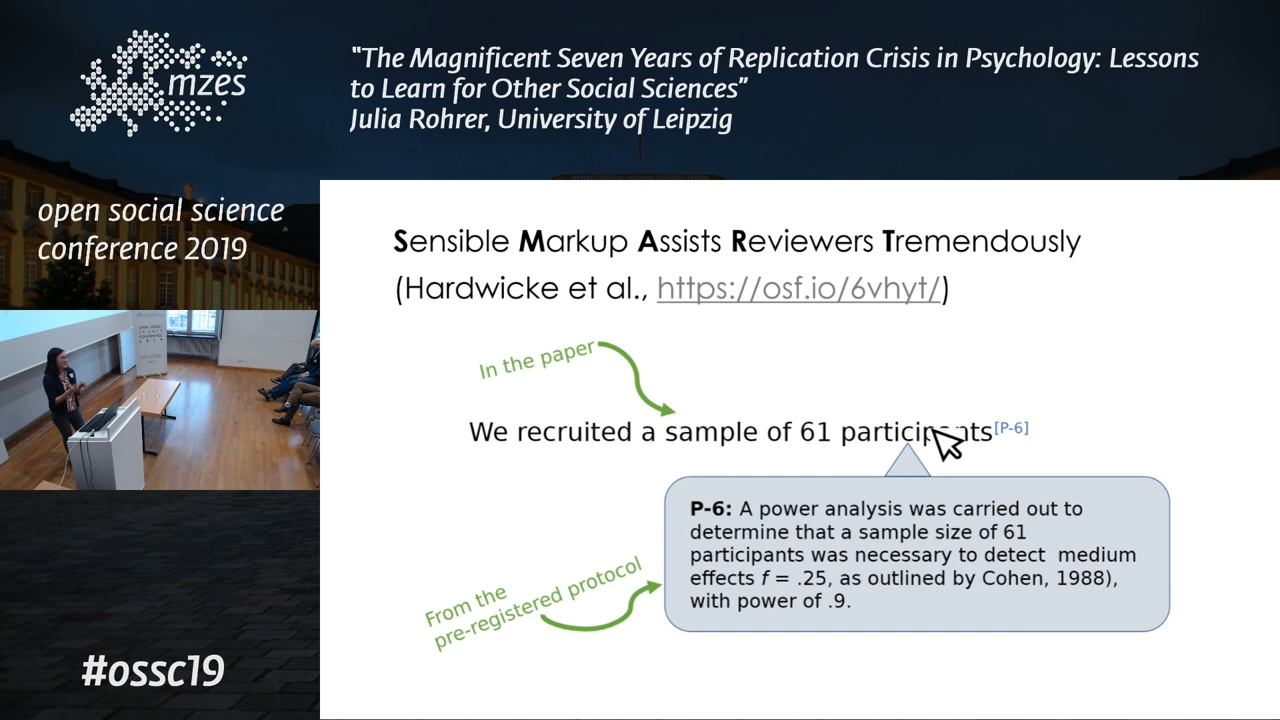 mzes
"The Magnificent Seven Years of Replication Crisis in Psychology: Lessons
to Learn for Other Social Sciences"
Julia Rohrer, University of Leipzig
open social science
conference 2019
Sensible Markup Assists Reviewers Tremendously
(Hardwicke et al., https://osf.io/6vhyt/)
In the paper
We recruited a sample of 61 participants[P-6]
P-6: A power analysis was carried out to
determine that a sample size of 61
participants was necessary to detect medium
effects f = .25, as outlined by Cohen, 1988),
with power of .9.
From the
pre-registered protocol
#ossc19